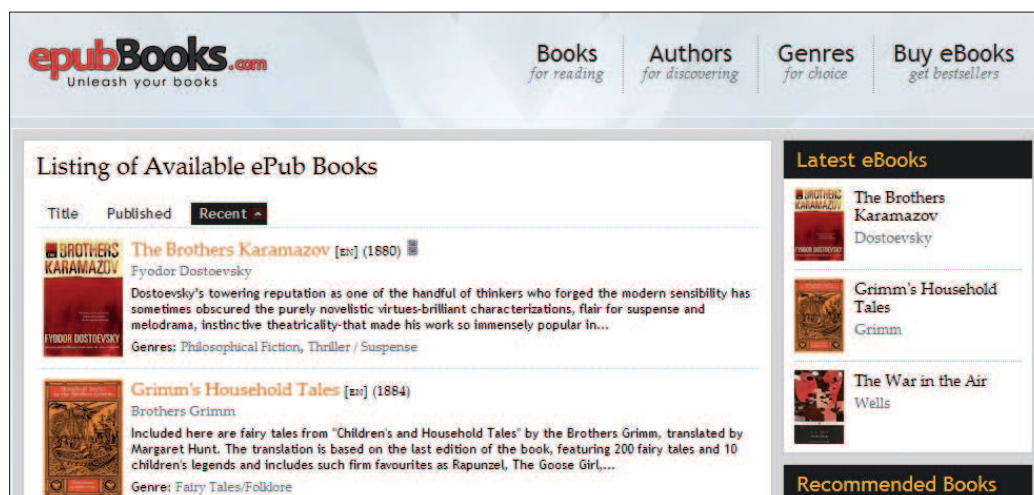 epubBooks.com
Unleash your books
Books
for reading
Authors
for discovering
Genres
for choice
Buy eBooks
get bestsellers
Listing of Available ePub Books
Title Published Recent
BROTHERS
KARAMAZOV
FYODOR DOSTOEVSKY
The Brothers Karamazov [EN] (1880)
Fyodor Dostoevsky
Dostoevsky's towering reputation as one of the handful of thinkers who forged the modern sensibility has
sometimes obscured the purely novelistic virtues-brilliant characterizations, flair for suspense and
melodrama, instinctive theatricality-that made his work so immensely popular in...
Genres: Philosophical Fiction, Thriller / Suspense
Grimm's Household Tales [EN] (1884)
Brothers Grimm
Included here are fairy tales from "Children's and Household Tales" by the Brothers Grimm, translated by
Margaret Hunt. The translation is based on the last edition of the book, featuring 200 fairy tales and 10
children's legends and includes such firm favourites as Rapunzel, The Goose Girl,...
Genre: Fairy Tales/Folklore
Latest eBooks
BROTHERS
KARAMAZOV
FYODOR DOSTOEVSKY
The Brothers
Karamazov
Dostoevsky
Grimm's Household
Tales
Grimm
The War in the Air
Wells
Recommended Books